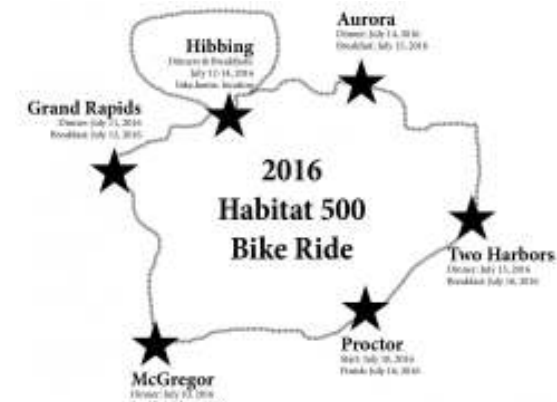 Aurora
Dinner: July 14, 2016
Breakfast: July 15, 2016
Hibbing
Dinners & Breakfasts
July 12-14, 2016
location
Grand Rapids
Dinner: July 11, 2016
Breakfast: July 12, 2016
2016
Habitat 500
Bike Ride
Two Harbors
Dinner: July 15, 2016
Breakfast: July 16, 2016
Proctor
Start: July 10, 2016
Finish: July 16, 2016
McGregor
Dinner: July 10, 2016